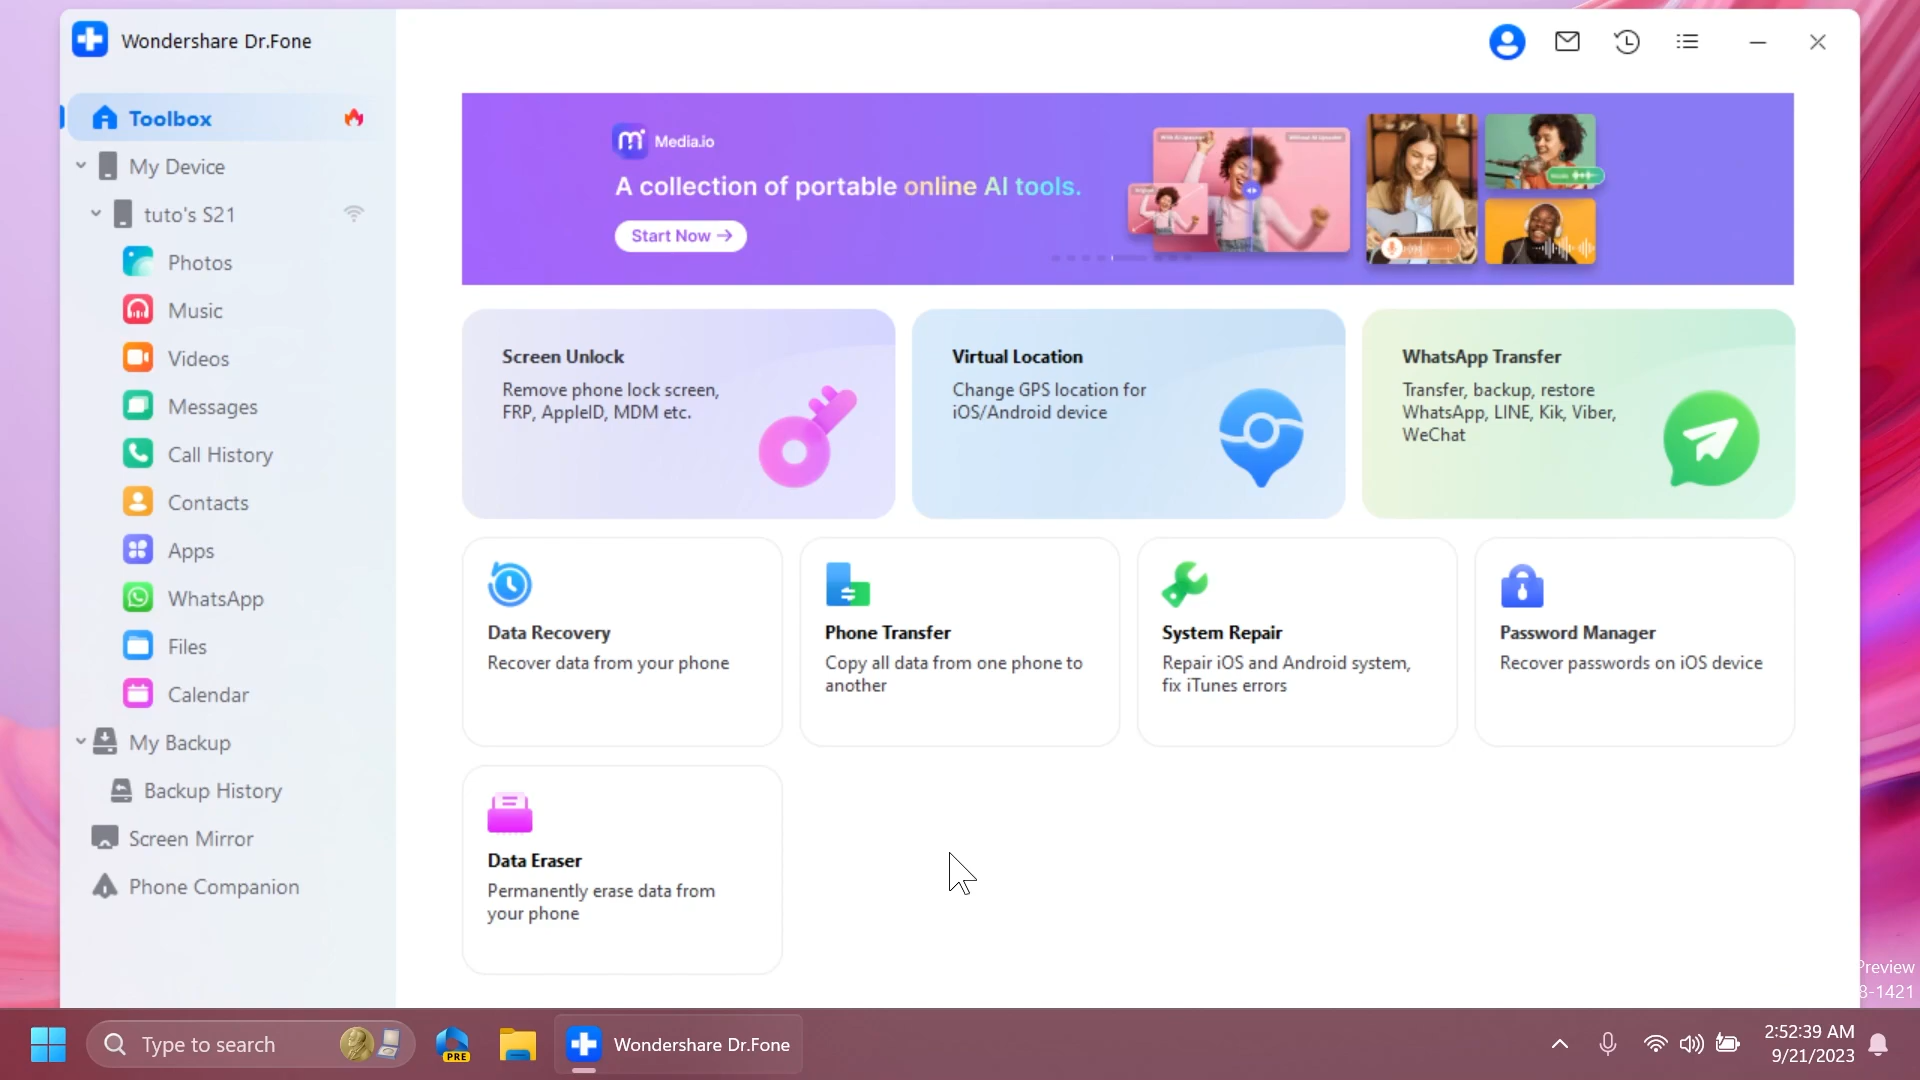 Wondershare Dr.Fone
Toolbox
My Device
tuto's S21
Photos
Music
Videos
Messages
Call History
Contacts
Apps
WhatsApp
Files
Calendar
My Backup
Backup History
Screen Mirror
Phone Companion
Media.io
A collection of portable online AI tools.
Start Now →
Screen Unlock
Remove phone lock screen,
FRP, AppleID, MDM etc.
Virtual Location
Change GPS location for
iOS/Android device
WhatsApp Transfer
Transfer, backup, restore
WhatsApp, LINE, Kik, Viber,
WeChat
Data Recovery
Recover data from your phone
Phone Transfer
Copy all data from one phone to
another
System Repair
Repair iOS and Android system,
fix iTunes errors
Password Manager
Recover passwords on iOS device
Data Eraser
Permanently erase data from
your phone
Preview
8-1421
Type to search
PRE
Wondershare Dr.Fone
2:52:39 AM
9/21/2023